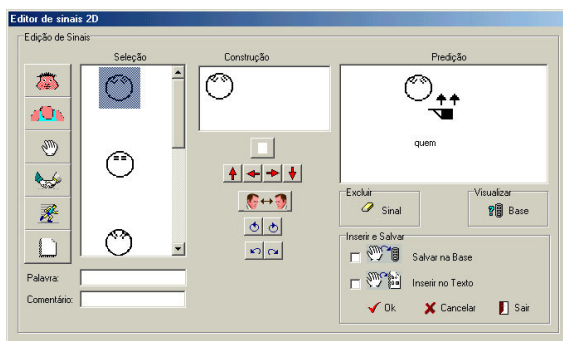 Editor de sinais 2D
Edição de Sinais
Seleção
Construção
Predição
quem
Excluir
Sinal
Visualizar
Base
Inserir e Salvar
Salvar na Base
Inserir no Texto
Ok
Cancelar
Sair
Palavra:
Comentário: